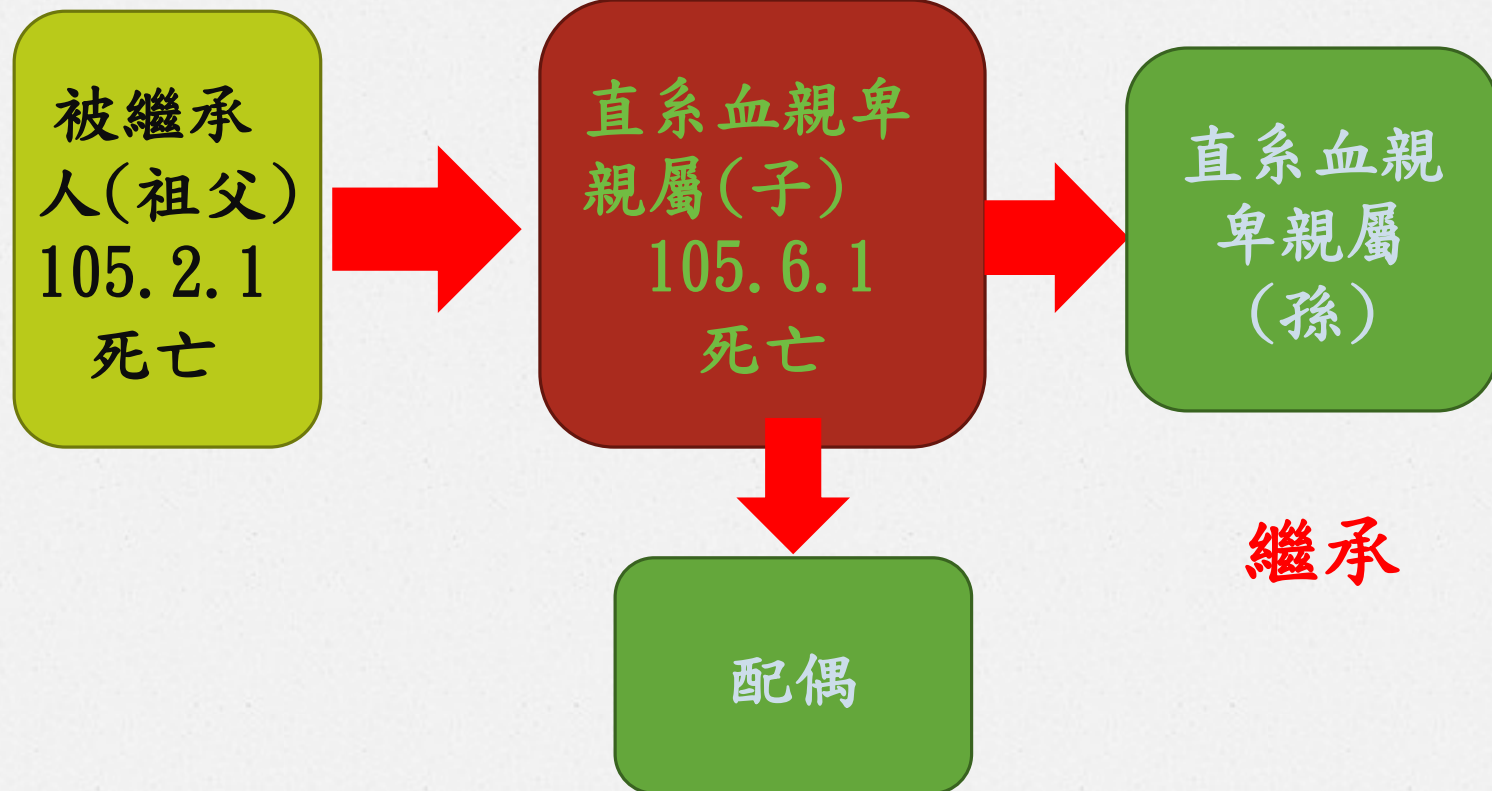 被繼承
人(祖父)
105.2.1
死亡
直系血親卑
親屬(子)
105.6.1
死亡
直系血親
卑親屬
(孫)
繼承
配偶